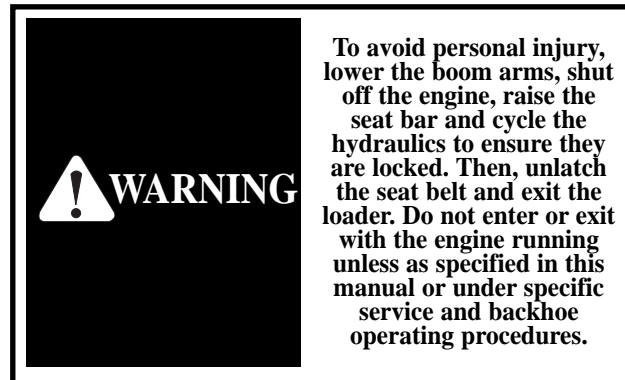 WARNING
To avoid personal injury,
lower the boom arms, shut
off the engine, raise the
seat bar and cycle the
hydraulics to ensure they
are locked. Then, unlatch
the seat belt and exit the
loader. Do not enter or exit
with the engine running
unless as specified in this
manual or under specific
service and backhoe
operating procedures.